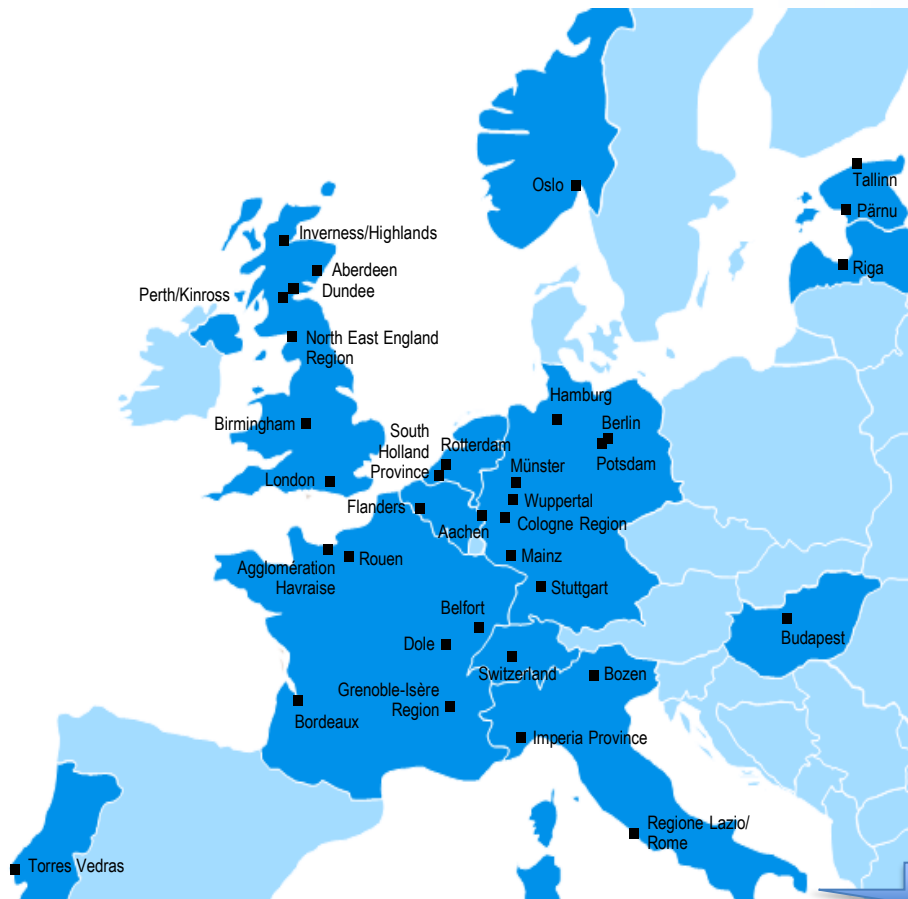 Oslo
Tallinn
Pärnu
Riga
Inverness/Highlands
Aberdeen
Dundee
Perth/Kinross
North East England
Region
Birmingham
London
South
Holland
Province
Rotterdam
Flanders
Aachen
Hamburg
Berlin
Potsdam
Münster
Wuppertal
Cologne Region
Mainz
Stuttgart
Agglomération
Havraise
Rouen
Belfort
Dole
Switzerland
Bozen
Budapest
Grenoble-Isère
Region
Bordeaux
Imperia Province
Regione Lazio/
Rome
Torres Vedras